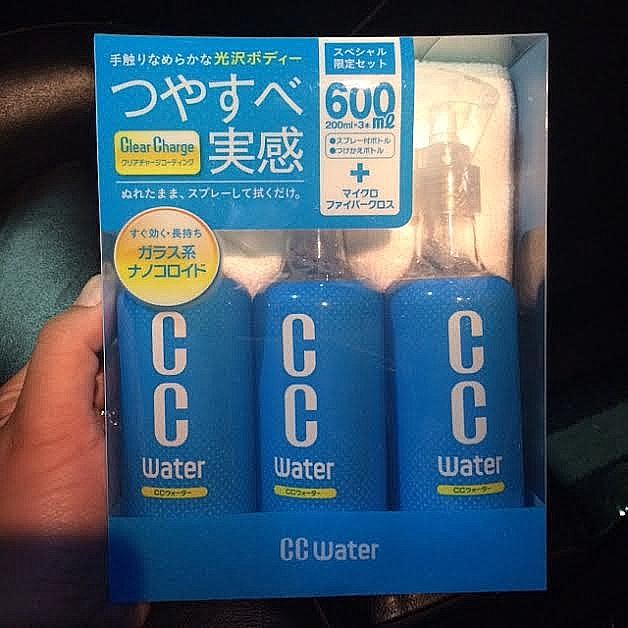 手触りなめらかな光沢ボディー
つやすべ
Clear Charge
クリアチャージコーティング
実感
ぬれたまま、スプレーして拭くだけ。
スペシャル
限定セット
600ml
200ml×3本
●スプレー付ボトル
●つけかえボトル
+
マイクロ
ファイバークロス
すぐ効く・長持ち
ガラス系
ナノコロイド
CC
Water
CCウォーター
CC
Water
CCウォーター
CC
Water
CCウォーター
CC Water